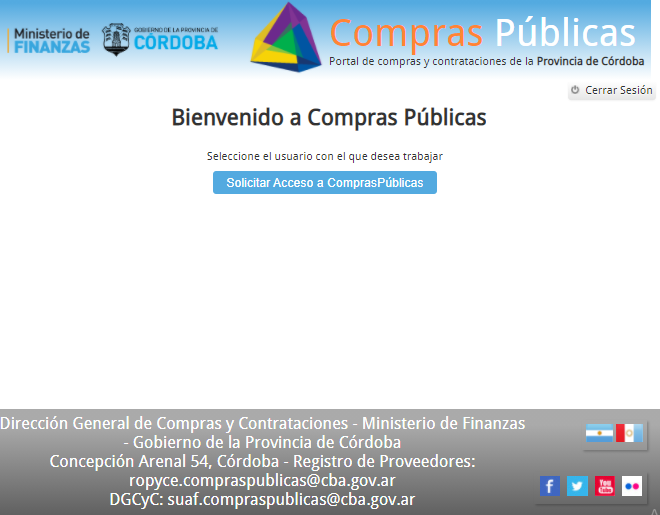 Ministerio de
FINANZAS
GOBIERNO DE LA PROVINCIA DE
CÓRDOBA
Compras Públicas
Portal de compras y contrataciones de la Provincia de Córdoba
Cerrar Sesión
Bienvenido a Compras Públicas
Seleccione el usuario con el que desea trabajar
Solicitar Acceso a ComprasPúblicas
Dirección General de Compras y Contrataciones - Ministerio de Finanzas
- Gobierno de la Provincia de Córdoba
Concepción Arenal 54, Córdoba - Registro de Proveedores:
ropyce.compraspublicas@cba.gov.ar
DGCyC: suaf.compraspublicas@cba.gov.ar
You
Tube